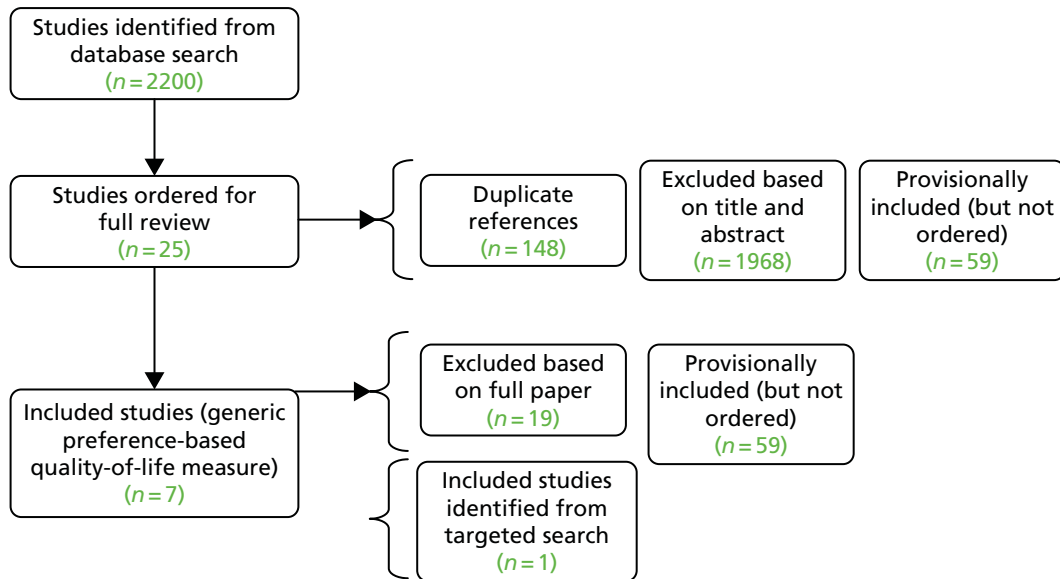 Studies identified from
database search
(n = 2200)
Studies ordered for
full review
(n = 25)
Duplicate
references
(n = 148)
Excluded based
on title and
abstract
(n = 1968)
Provisionally
included (but not
ordered)
(n = 59)
Included studies (generic
preference-based
quality-of-life measure)
(n = 7)
Excluded based
on full paper
(n = 19)
Provisionally
included (but not
ordered)
(n = 59)
Included studies
identified from
targeted search
(n = 1)